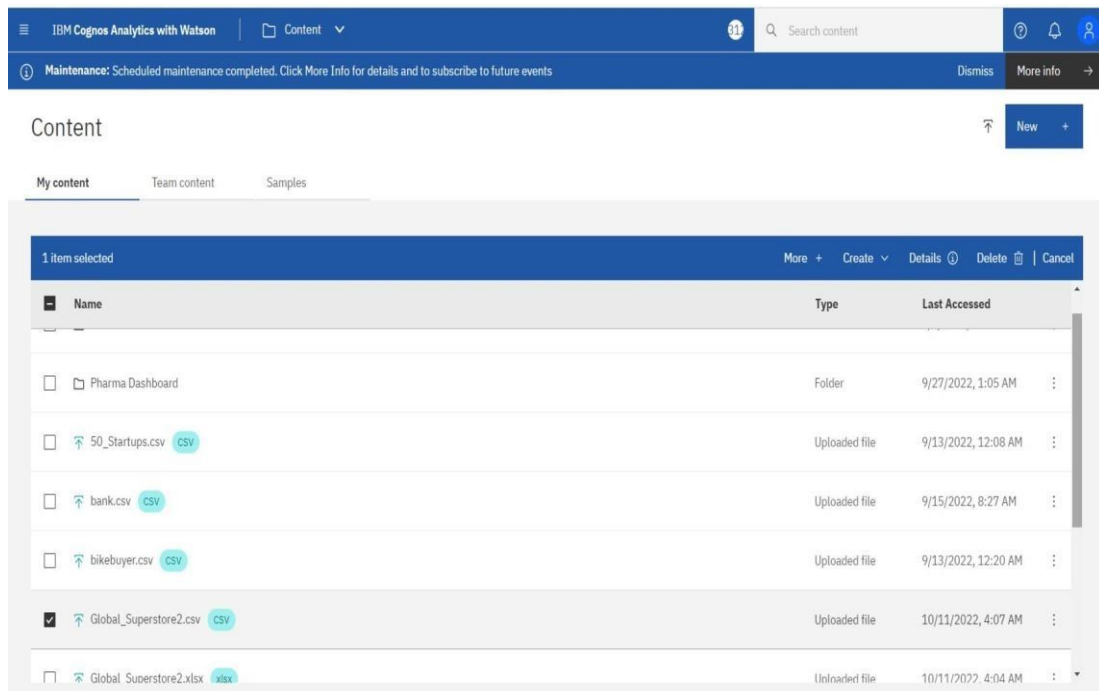 IBM Cognos Analytics with Watson Content Search content
Maintenance: Scheduled maintenance completed. Click More Info for details and to subscribe to future events Dismiss More info
Content New +
My content Team content Samples
1 item selected More + Create Details Delete | Cancel
Name Type Last Accessed
Pharma Dashboard Folder 9/27/2022, 1:05 AM
50_Startups.csv CSV Uploaded file 9/13/2022, 12:08 AM
bank.csv CSV Uploaded file 9/15/2022, 8:27 AM
bikebuyer.csv CSV Uploaded file 9/13/2022, 12:20 AM
Global_Superstore2.csv CSV Uploaded file 10/11/2022, 4:07 AM
Global_Superstore2.xlsx xlsx Uploaded file 10/11/2022, 4:04 AM